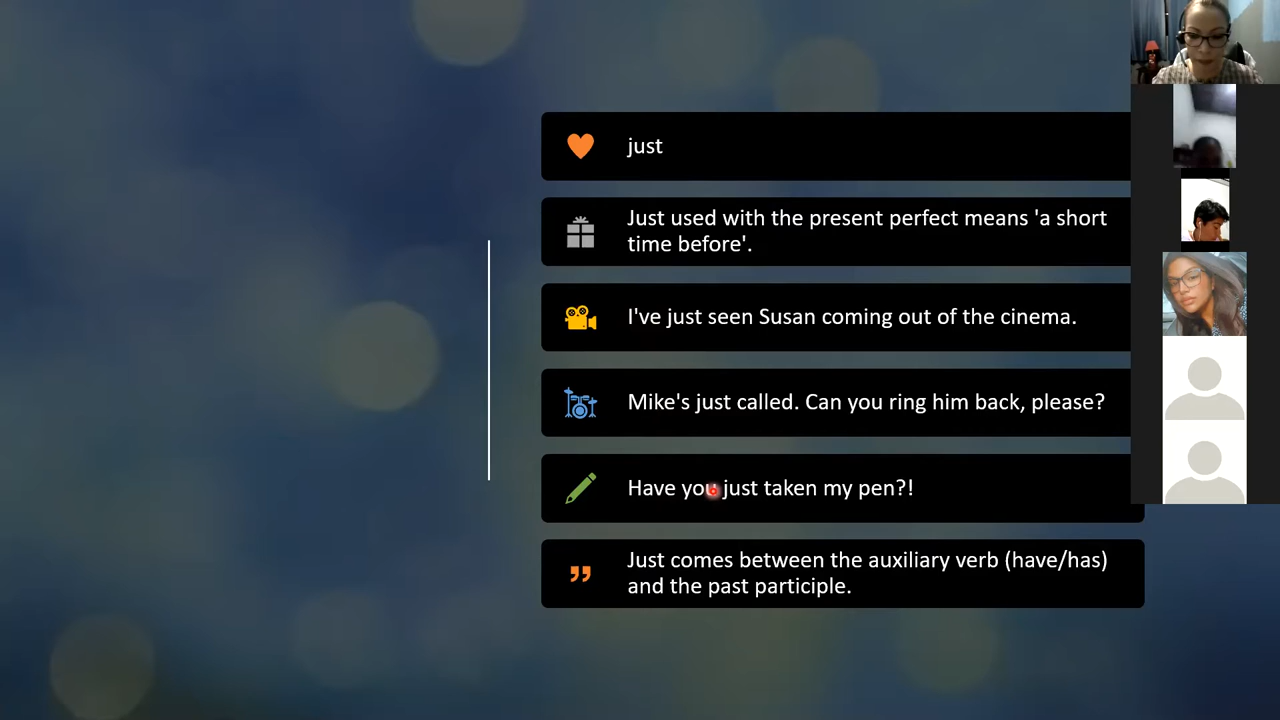 just
Just used with the present perfect means 'a short
time before'.
I've just seen Susan coming out of the cinema.
Mike's just called. Can you ring him back, please?
Have you just taken my pen?!
Just comes between the auxiliary verb (have/has)
and the past participle.